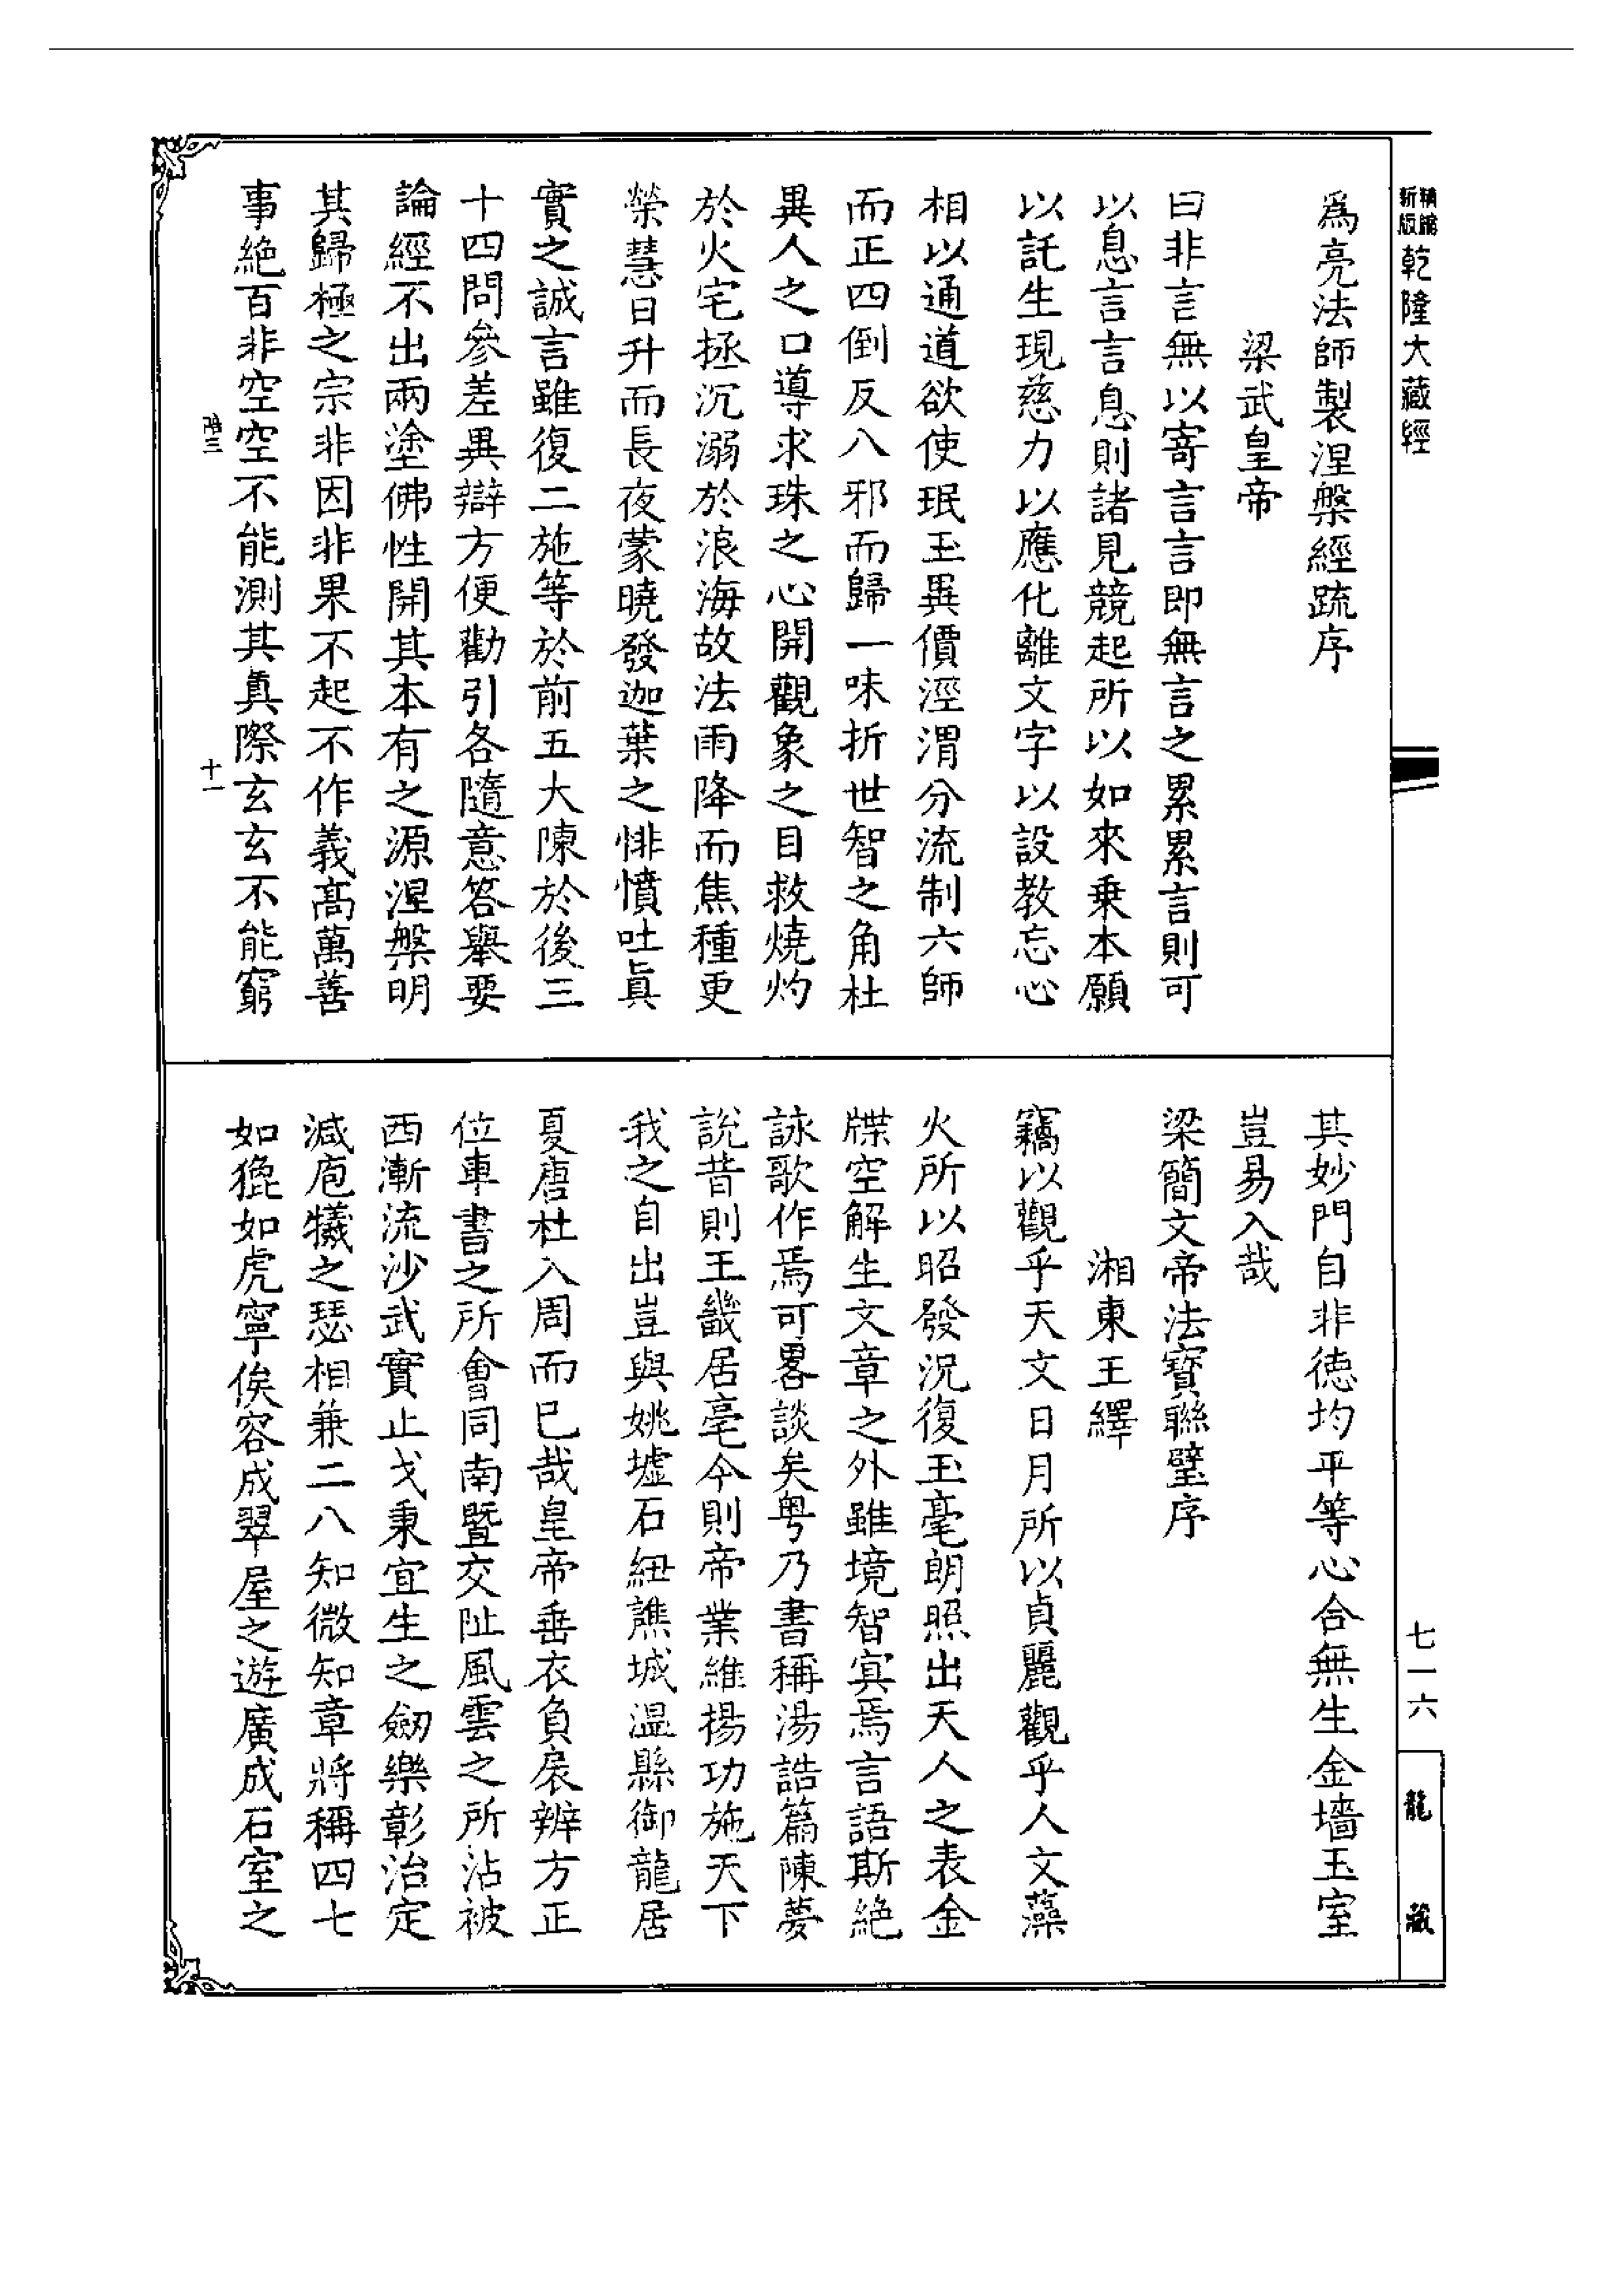 精編
新版
乾隆大藏經
為亮法師製涅槃經疏序
梁武皇帝
曰非言無以寄言言即無言之累累言則可
以息言言息則諸見競起所以如來乗本願
以託生現慈力以應化離文字以設教忘心
相以通道欲使珉玉異價涇渭分流制六師
而正四倒反八邪而歸一味折世智之角杜
異人之口導求珠之心開觀象之目救燒灼
於火宅拯沉溺於浪海故法雨降而焦種更
榮慧日升而長夜蒙曉發迦葉之悱憤吐眞
實之誠言雖復二施等於前五大陳於後三
十四問參差異辯方便勸引各隨意答舉要
論經不出兩塗佛性開其本有之源涅槃明
其歸極之宗非因非果不起不作義髙萬善
事絶百非空空不能測其眞際玄玄不能窮
十一
其妙門自非德均平等心合無生金墻玉室
豈易入哉
梁簡文帝法寶聯璧序
湘東王繹
竊以觀乎天文日月所以貞麗觀乎人文藻
火所以昭發況復玉毫朗照出天人之表金
牒空解生文章之外雖境智寘焉言語斯絶
詠歌作焉可畧談矣粤乃書稱湯誥篇陳夢
說昔則王畿居亳今則帝業維揚功施天下
我之自出豈與姚墟石紐譙城温縣御龍居
夏唐杜入周而已哉皇帝垂衣負扆辨方正
位車書之所會同南暨交阯風雲之所沾被
西漸流沙武實止戈秉宜生之劒樂彰治定
減庖犧之瑟相兼二八知微知章將稱四七
如貔如虎寧俟容成翠屋之遊廣成石室之
七一六
龍藏